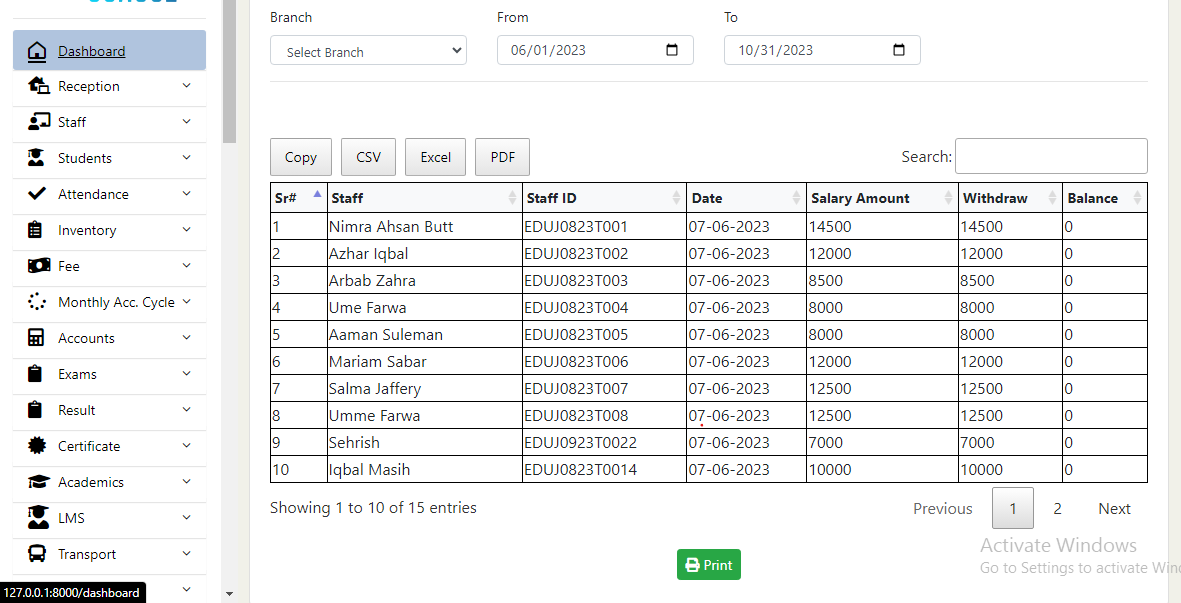 Branch From To
Select Branch 06/01/2023 10/31/2023
Dashboard
Reception
Staff
Students
Attendance
Inventory
Fee
Monthly Acc. Cycle
Accounts
Exams
Result
Certificate
Academics
LMS
Transport
127.0.0.1:8000/dashboard
Copy CSV Excel PDF Search:
Sr# Staff Staff ID Date Salary Amount Withdraw Balance
1 Nimra Ahsan Butt EDUJ0823T001 07-06-2023 14500 14500 0
2 Azhar Iqbal EDUJ0823T002 07-06-2023 12000 12000 0
3 Arbab Zahra EDUJ0823T003 07-06-2023 8500 8500 0
4 Ume Farwa EDUJ0823T004 07-06-2023 8000 8000 0
5 Aaman Suleman EDUJ0823T005 07-06-2023 8000 8000 0
6 Mariam Sabar EDUJ0823T006 07-06-2023 12000 12000 0
7 Salma Jaffery EDUJ0823T007 07-06-2023 12500 12500 0
8 Umme Farwa EDUJ0823T008 07-06-2023 12500 12500 0
9 Sehrish EDUJ0923T0022 07-06-2023 7000 7000 0
10 Iqbal Masih EDUJ0823T0014 07-06-2023 10000 10000 0
Showing 1 to 10 of 15 entries Previous 1 2 Next
Print
Activate Windows
Go to Settings to activate Win